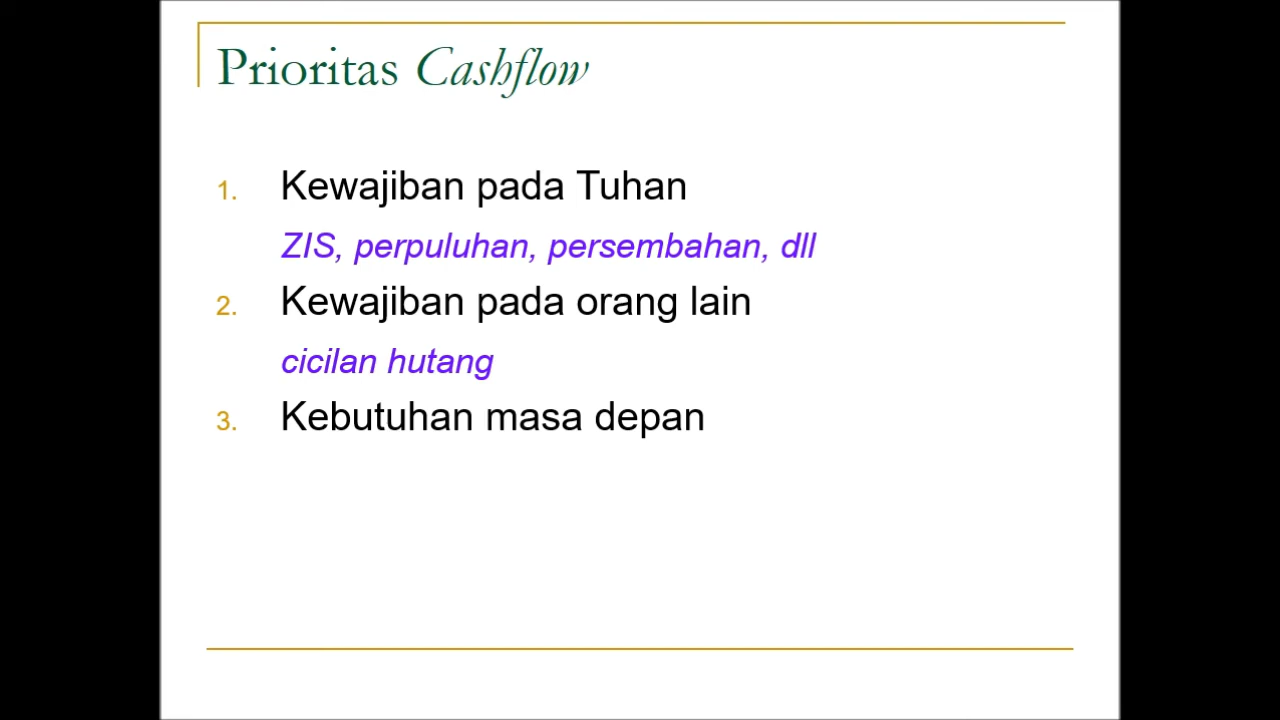 Prioritas Cashflow
1. Kewajiban pada Tuhan
ZIS, perpuluhan, persembahan, dll
2. Kewajiban pada orang lain
cicilan hutang
3. Kebutuhan masa depan